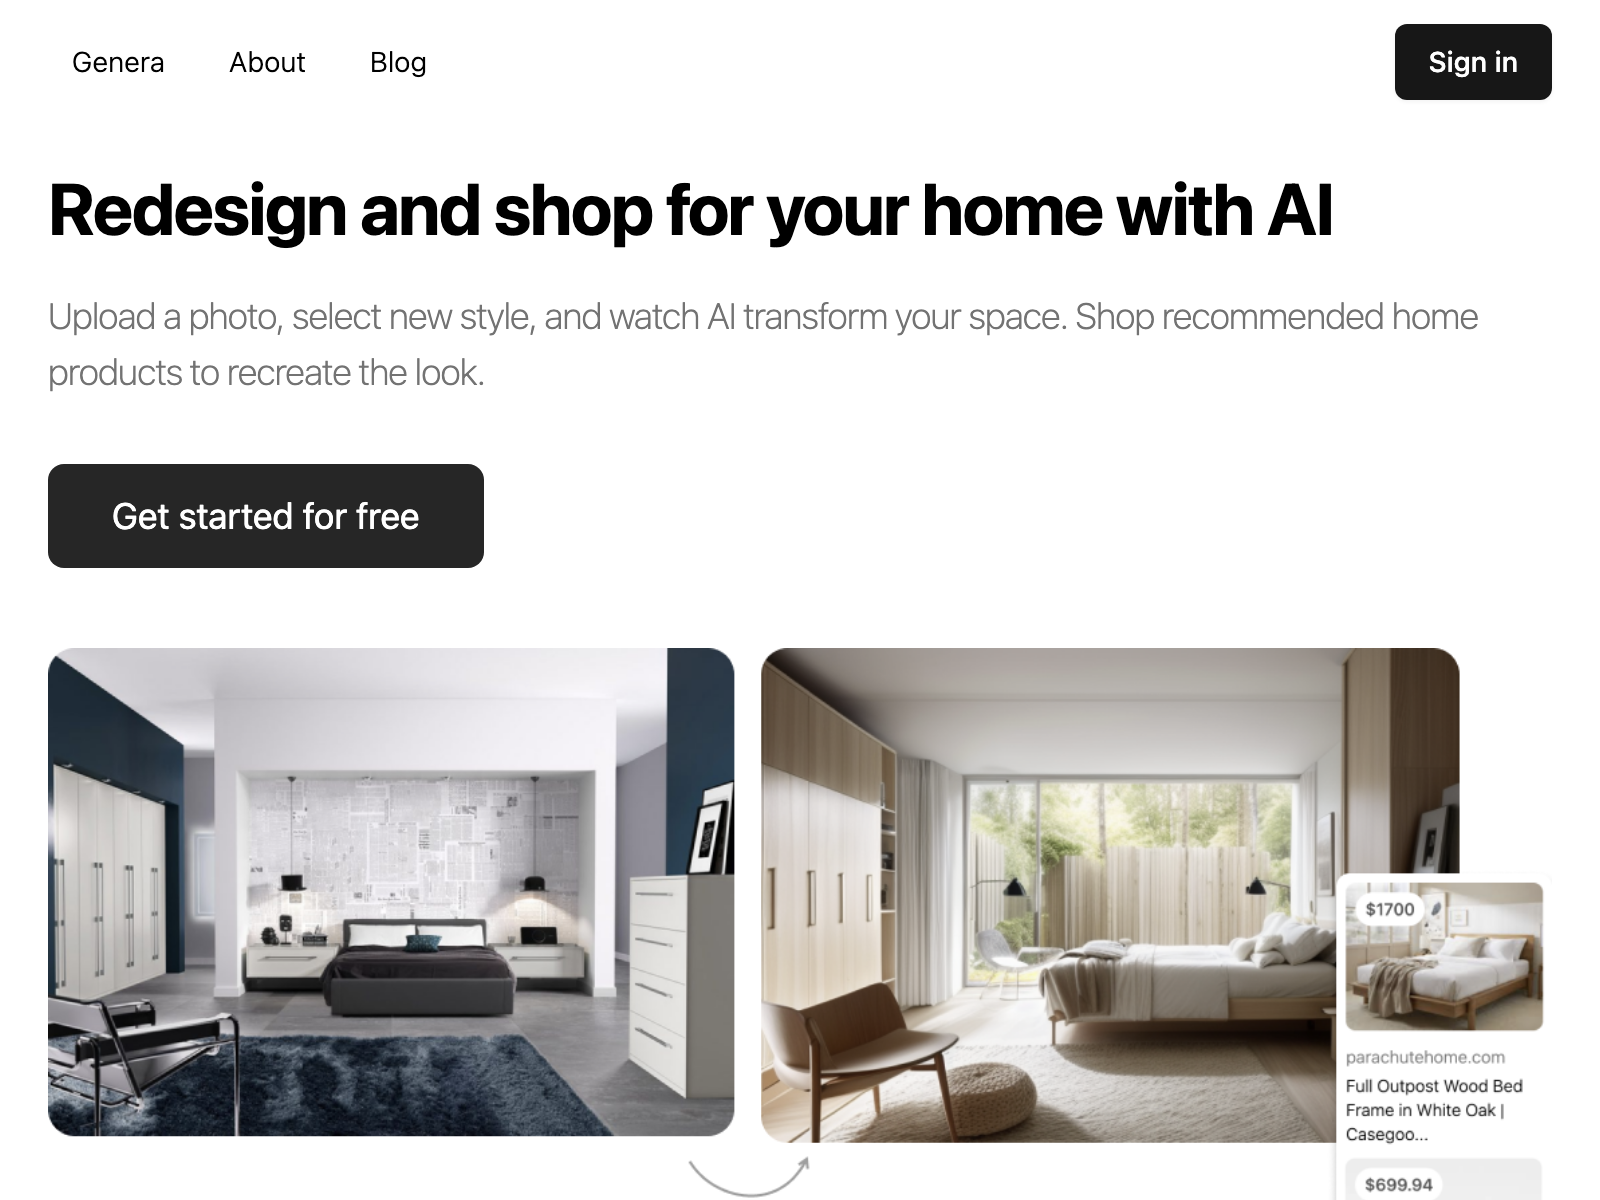 Genera About Blog Sign in
Redesign and shop for your home with AI
Upload a photo, select new style, and watch AI transform your space. Shop recommended home
products to recreate the look.
Get started for free
$1700
parachutehome.com
Full Outpost Wood Bed
Frame in White Oak |
Casegoo...
$699.94